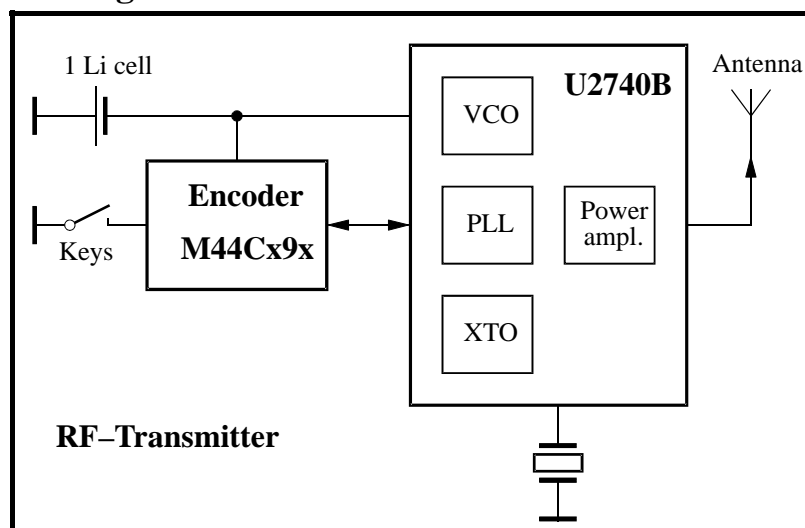 1 Li cell
U2740B
Antenna
VCO
Encoder
M44Cx9x
PLL
Power
ampl.
Keys
XTO
RF–Transmitter